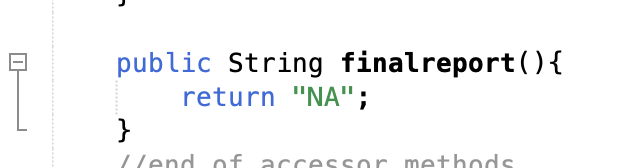 }
public String finalreport(){
return "NA";
}
//end of accessor methods